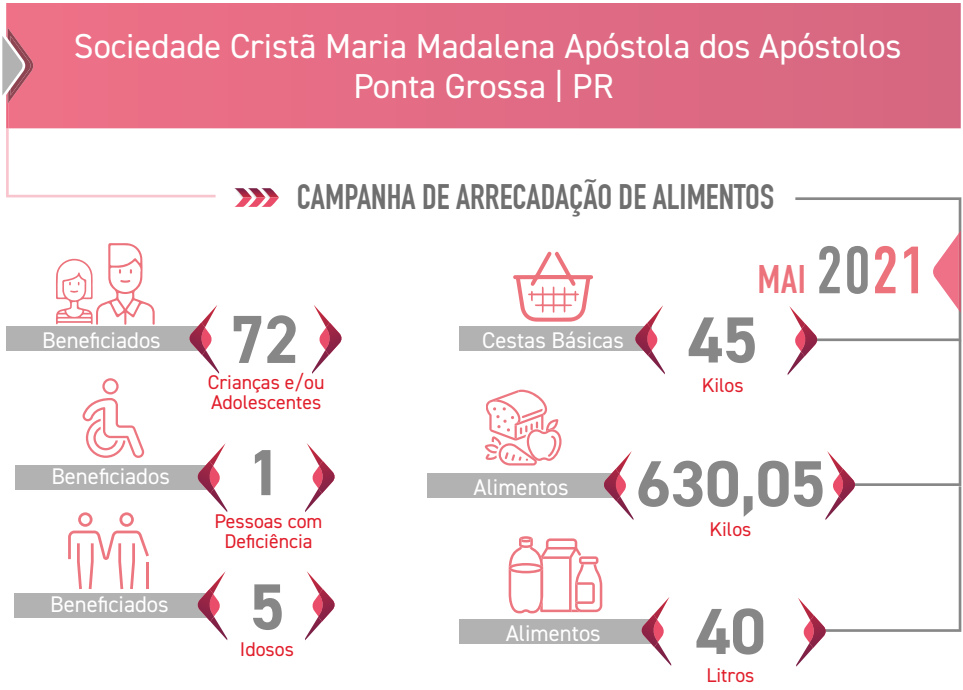 Sociedade Cristã Maria Madalena Apóstola dos Apóstolos
Ponta Grossa | PR
CAMPANHA DE ARRECADAÇÃO DE ALIMENTOS
MAI 2021
Beneficiados
72
Crianças e/ou
Adolescentes
Beneficiados
1
Pessoas com
Deficiência
Beneficiados
5
Idosos
Cestas Básicas
45
Kilos
Alimentos
630,05
Kilos
Alimentos
40
Litros